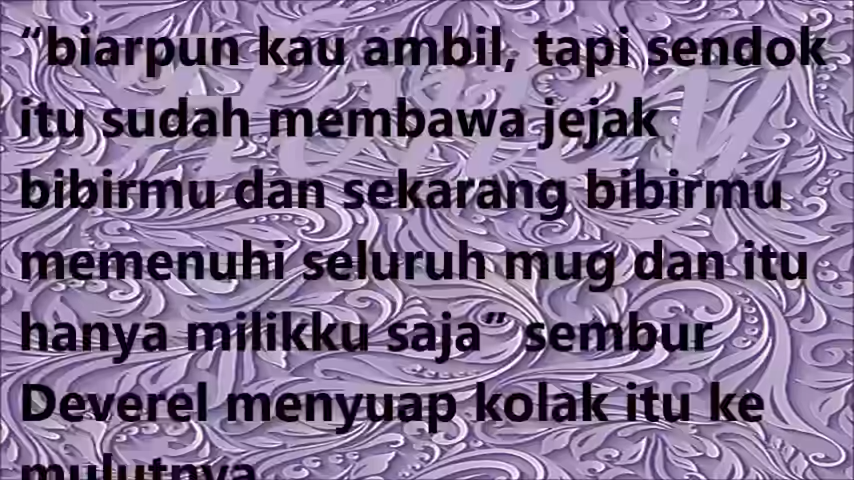 “biarpun kau ambil, tapi sendok
itu sudah membawa jejak
bibirmu dan sekarang bibirmu
memenuhi seluruh mug dan itu
hanya milikku saja” sembur
Deverel menyuap kolak itu ke
mulutnya